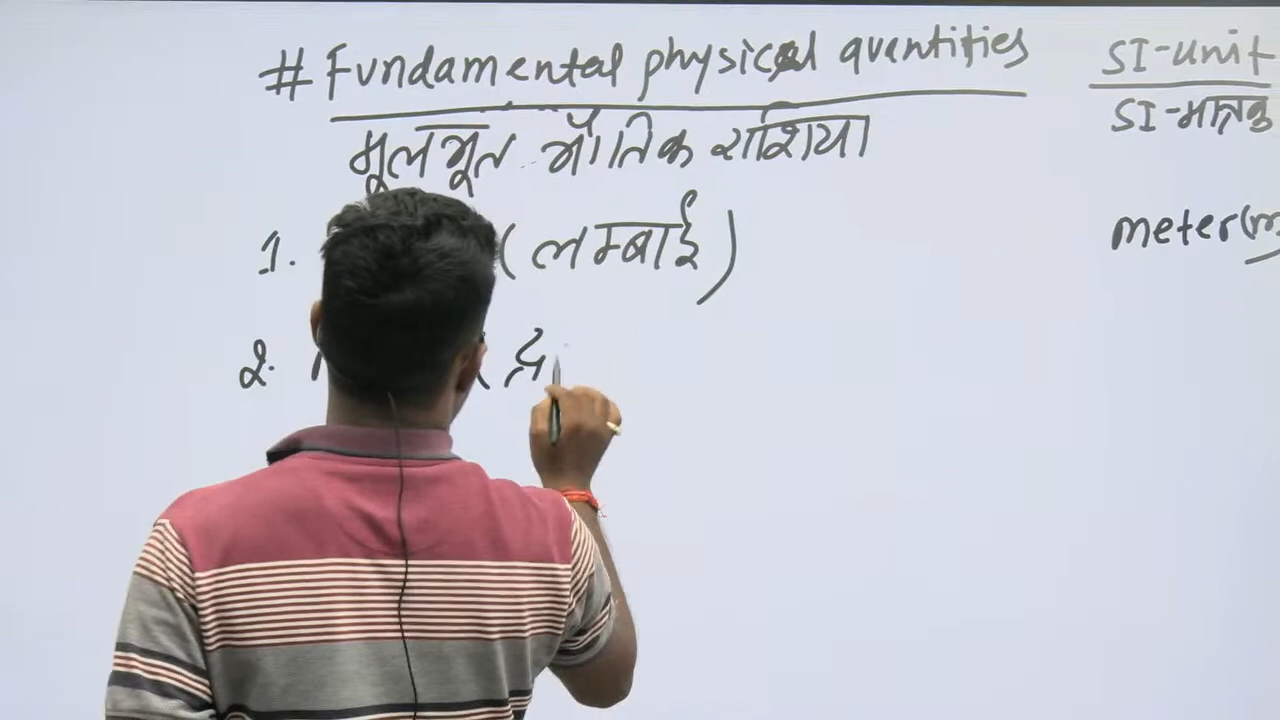 # Fundamental physical quantities
SI-unit
मूलभूत भौतिक राशिया
SI-मात्रक
1. (लम्बाई)
meter(m
2. ( द्र